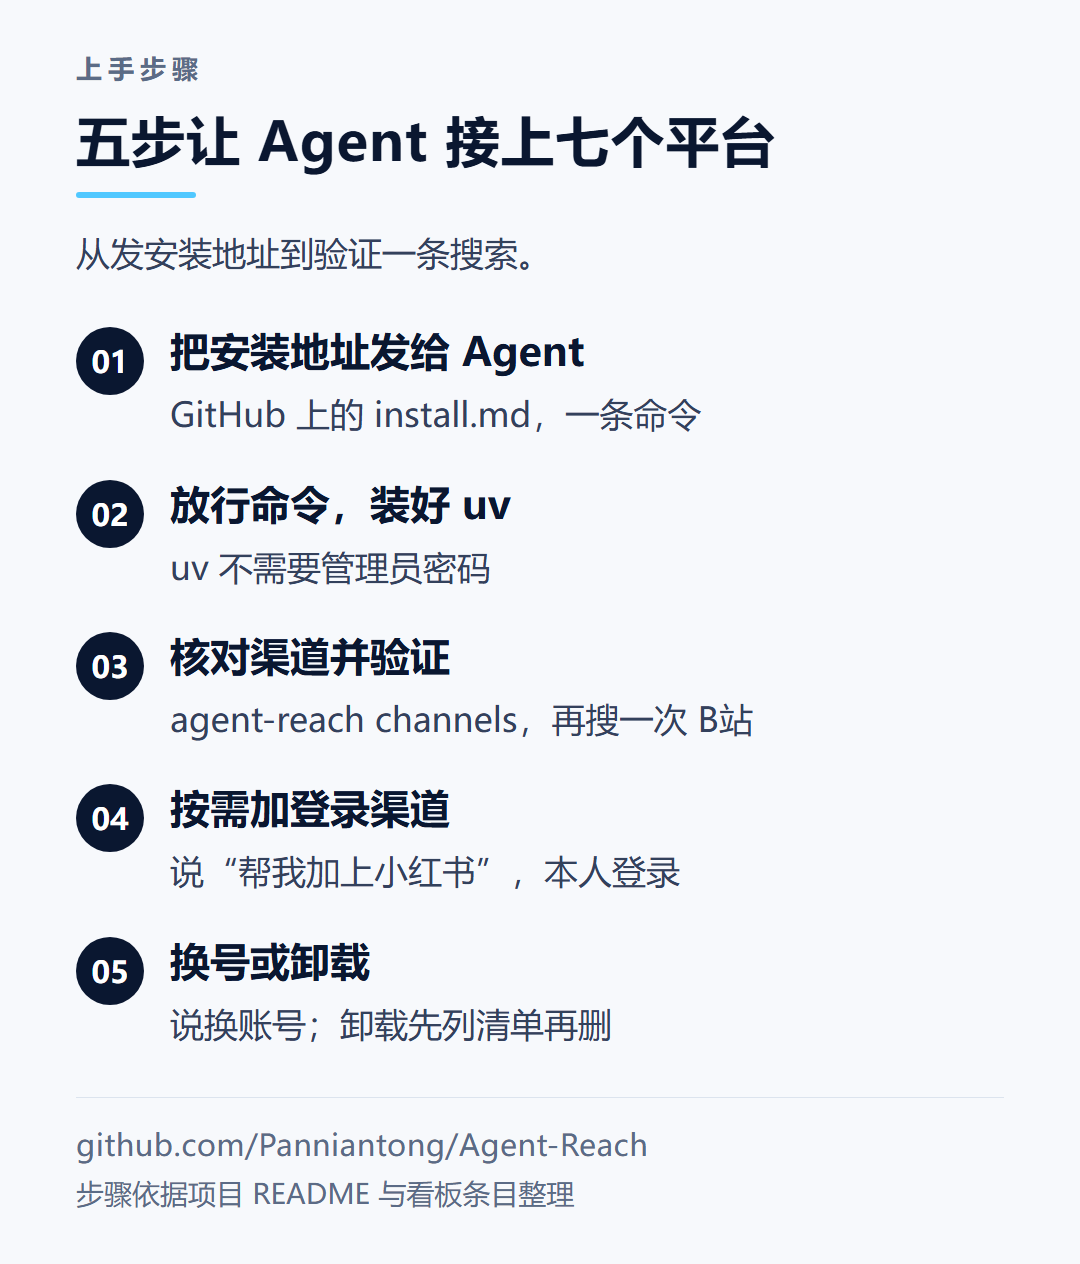 上手步骤
五步让 Agent 接上七个平台
从发安装地址到验证一条搜索。
01
把安装地址发给 Agent
GitHub 上的 install.md，一条命令
02
放行命令，装好 uv
uv 不需要管理员密码
03
核对渠道并验证
agent-reach channels，再搜一次 B站
04
按需加登录渠道
说“帮我加上小红书”，本人登录
05
换号或卸载
说换账号；卸载先列清单再删
github.com/Panniantong/Agent-Reach
步骤依据项目 README 与看板条目整理